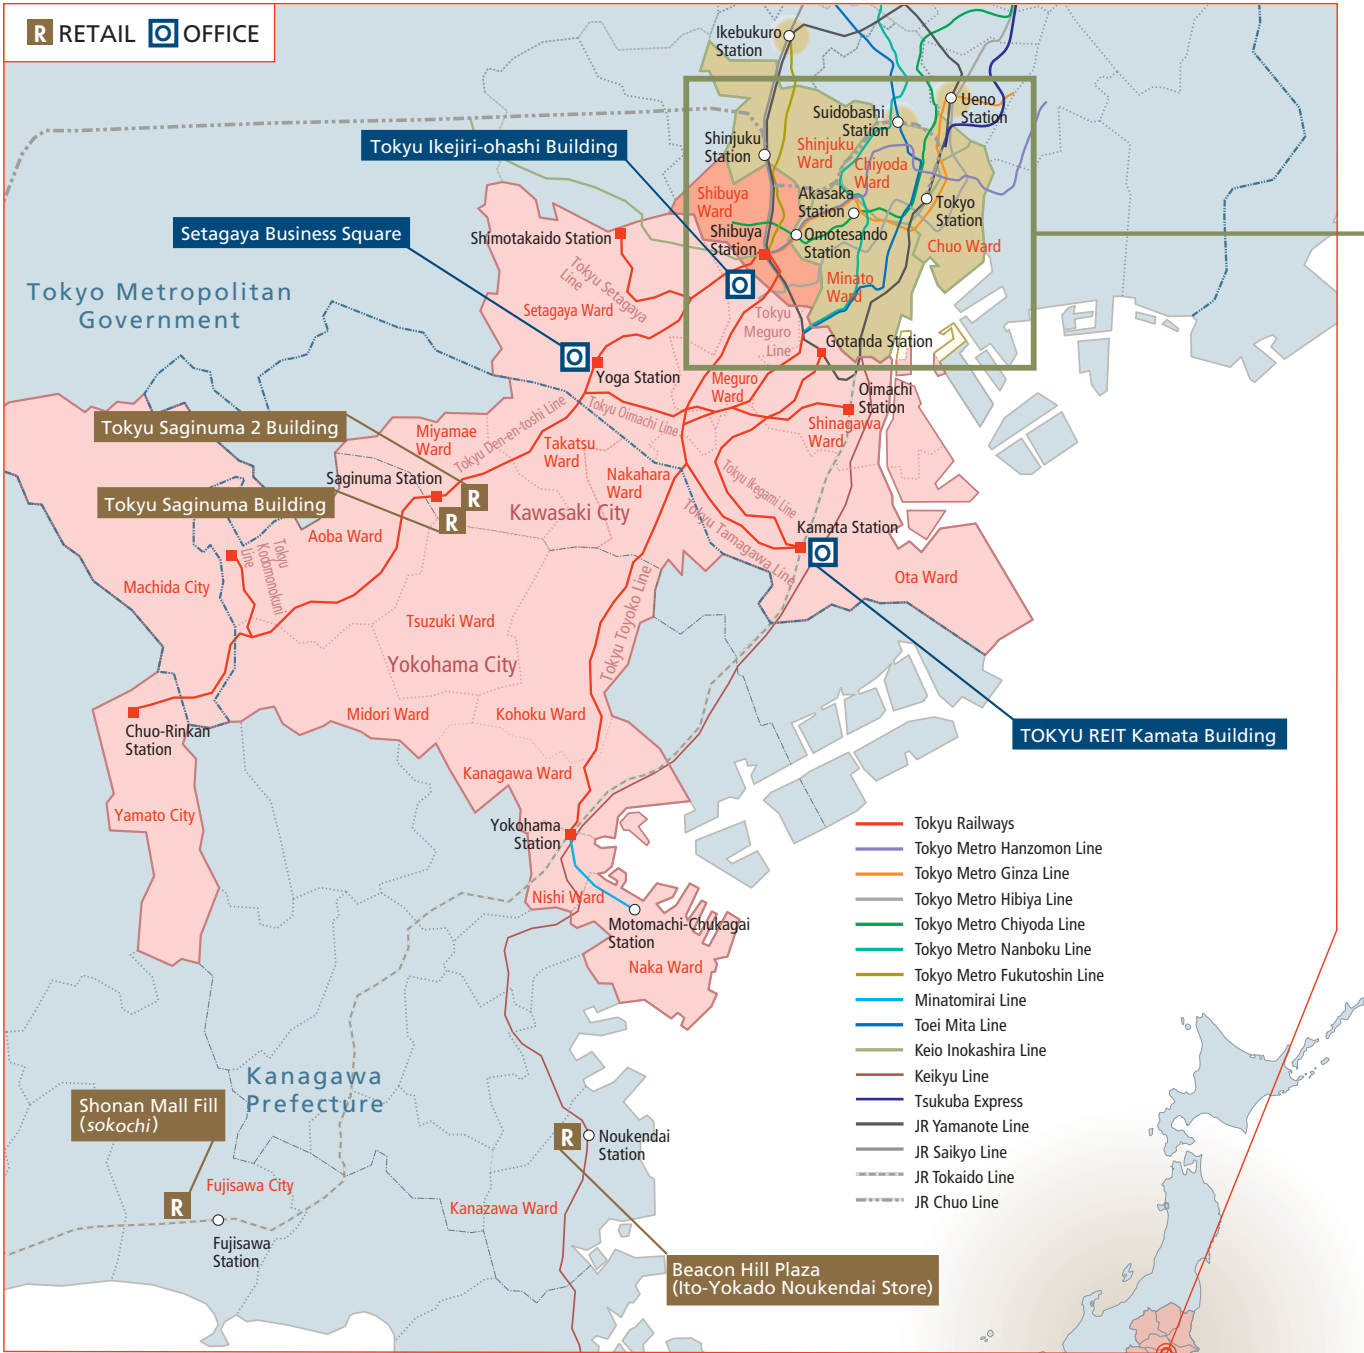 R RETAIL O OFFICE
Ikebukuro
Station
Ueno
Station
Suidobashi
Station
Shinjuku
Station
Shinjuku
Ward
Chiyoda
Ward
Tokyu Ikejiri-ohashi Building
Shibuya
Ward
Akasaka
Station
Tokyo
Station
Setagaya Business Square
Shimotakaido Station
Shibuya
Station
Omotesando
Station
Chuo Ward
Tokyu Setagaya
Line
Minato
Ward
O
Tokyo Metropolitan
Government
Setagaya Ward
Tokyu
Meguro
Line
Gotanda Station
O
Yoga Station
Meguro
Ward
Oimachi
Station
Tokyu Oimachi Line
Tokyu Den-en-toshi Line
Tokyu Saginuma 2 Building
Miyamae
Ward
Takatsu
Ward
Shinagawa
Ward
Saginuma Station
Nakahara
Ward
Tokyu Ikegami Line
Tokyu Saginuma Building
R
R
Kawasaki City
Tokyu Tamagawa Line
Kamata Station
O
Aoba Ward
Tokyu
Kodomonokuni
Line
Machida City
Ota Ward
Tsuzuki Ward
Tokyu Toyoko Line
Yokohama City
Midori Ward
Kohoku Ward
Chuo-Rinkan
Station
TOKYU REIT Kamata Building
Kanagawa Ward
Yamato City
Yokohama
Station
Nishi Ward
Motomachi-Chukagai
Station
Naka Ward
Tokyu Railways
Tokyo Metro Hanzomon Line
Tokyo Metro Ginza Line
Tokyo Metro Hibiya Line
Tokyo Metro Chiyoda Line
Tokyo Metro Nanboku Line
Tokyo Metro Fukutoshin Line
Minatomirai Line
Toei Mita Line
Keio Inokashira Line
Keikyu Line
Tsukuba Express
JR Yamanote Line
JR Saikyo Line
JR Tokaido Line
JR Chuo Line
Kanagawa
Prefecture
Shonan Mall Fill
(sokochi)
R
Noukendai
Station
Fujisawa City
R
Kanazawa Ward
Fujisawa
Station
Beacon Hill Plaza
(Ito-Yokado Noukendai Store)